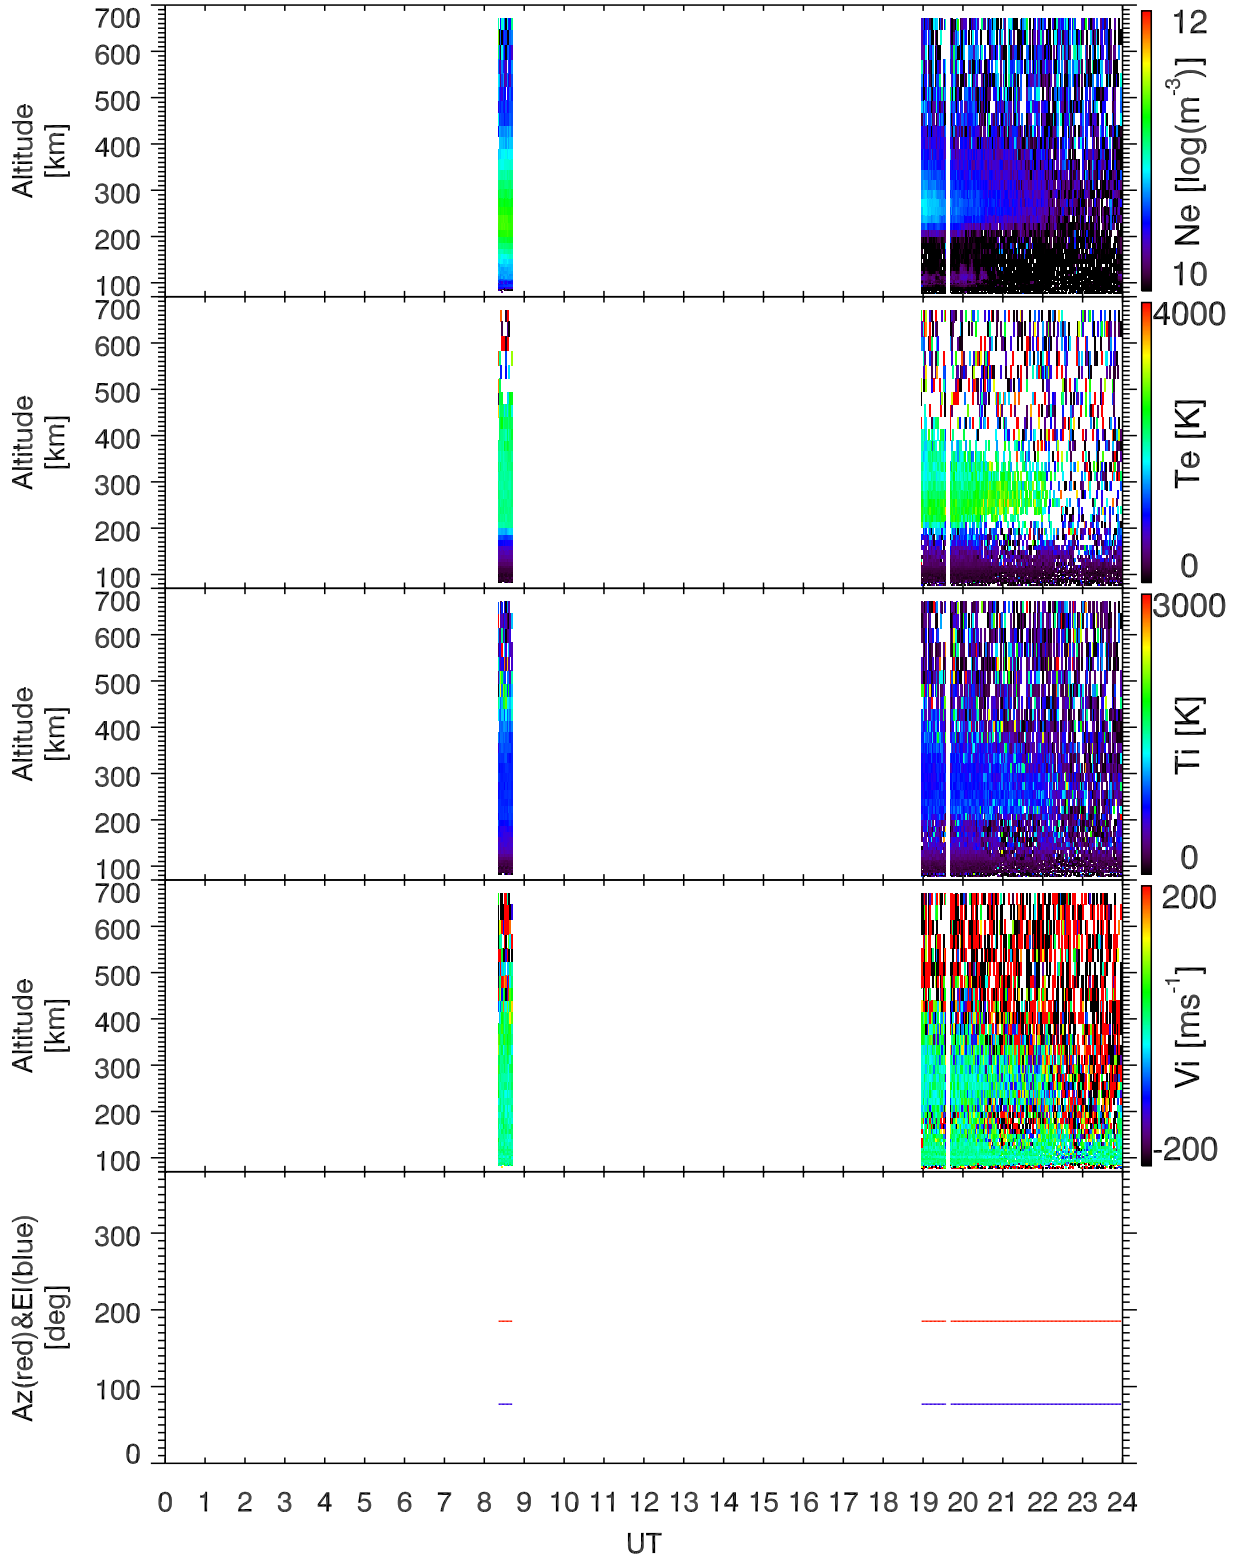 700
600
500
400
300
200
100
Altitude
[km]
12
10
Ne [log(m⁻³)]
700
600
500
400
300
200
100
Altitude
[km]
4000
0
Te [K]
700
600
500
400
300
200
100
Altitude
[km]
3000
0
Ti [K]
700
600
500
400
300
200
100
Altitude
[km]
200
-200
Vi [ms⁻¹]
300
200
100
0
Az(red)&El(blue)
[deg]
0 1 2 3 4 5 6 7 8 9 10 11 12 13 14 15 16 17 18 19 20 21 22 23 24
UT